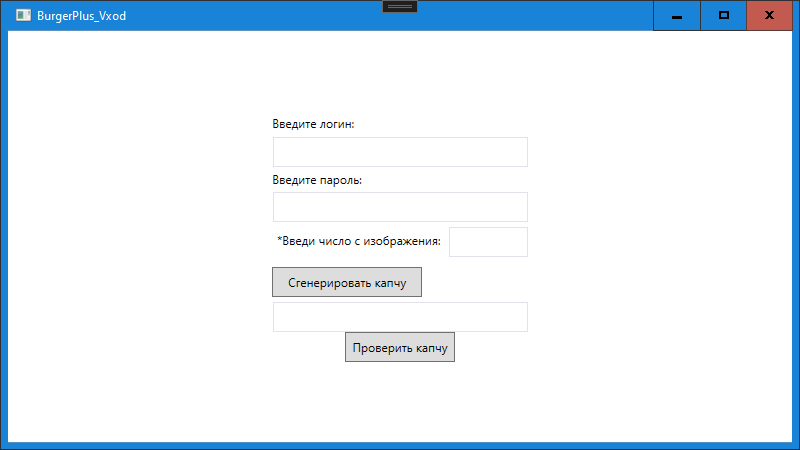 BurgerPlus_Vxod
Введите логин:
Введите пароль:
*Введи число с изображения:
Сгенерировать капчу
Проверить капчу